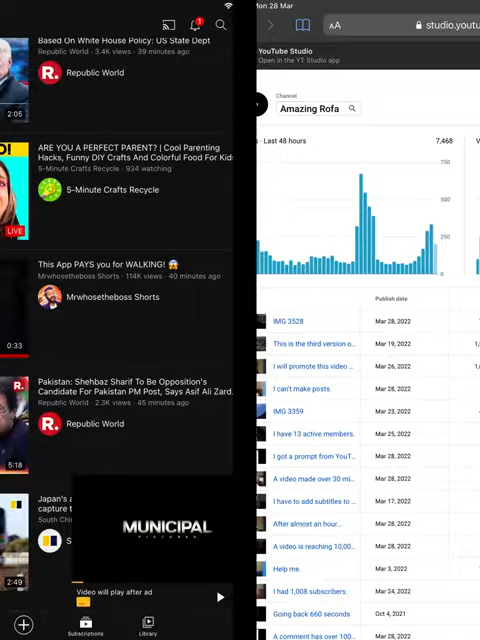 Based On White House Policy: US State Dept
Republic World · 3.4K views · 39 minutes ago
R.
Republic World
2:05
1
ARE YOU A PERFECT PARENT? | Cool Parenting
Hacks, Funny DIY Crafts And Colorful Food For Kids
5-Minute Crafts Recycle · 934 watching
5-Minute Crafts Recycle
LIVE
This App PAYS you for WALKING! 😱
Mrwhosetheboss Shorts · 114K views · 40 minutes ago
Mrwhosetheboss Shorts
0:33
Pakistan: Shehbaz Sharif To Be Opposition's
Candidate For Pakistan PM Post, Says Asif Ali Zard
Republic World · 2.3K views · 45 minutes ago
R.
R.
Republic World
5:18
Japan's a
capture t
South Chi
S
2:49
MUNICIPAL
PICTURES
Video will play after ad
Subscriptions
Library
Mon 28 Mar
AA
studio.youtu
YouTube Studio
Open in the YT Studio app
Channel
Amazing Rofa
· Last 48 hours
7,468
V
750
500
250
0
Publish date
IMG 3528
Mar 28, 2022
This is the third version o...
Mar 19, 2022
I will promote this video ...
Mar 26, 2022
I can't make posts.
Mar 28, 2022
IMG 3359
Mar 23, 2022
I have 13 active members.
Mar 25, 2022
I got a prompt from YouT...
Mar 28, 2022
A video made over 30 mi...
Mar 28, 2022
I have to add subtitles to ...
Mar 17, 2022
After almost an hour...
Mar 28, 2022
A video is reaching 10,00...
Mar 28, 2022
Help me.
Mar 3, 2022
I had 1,008 subscribers.
Mar 24, 2022
Going back 660 seconds
Oct 4, 2021
A comment has over 100...
Mar 28, 2022